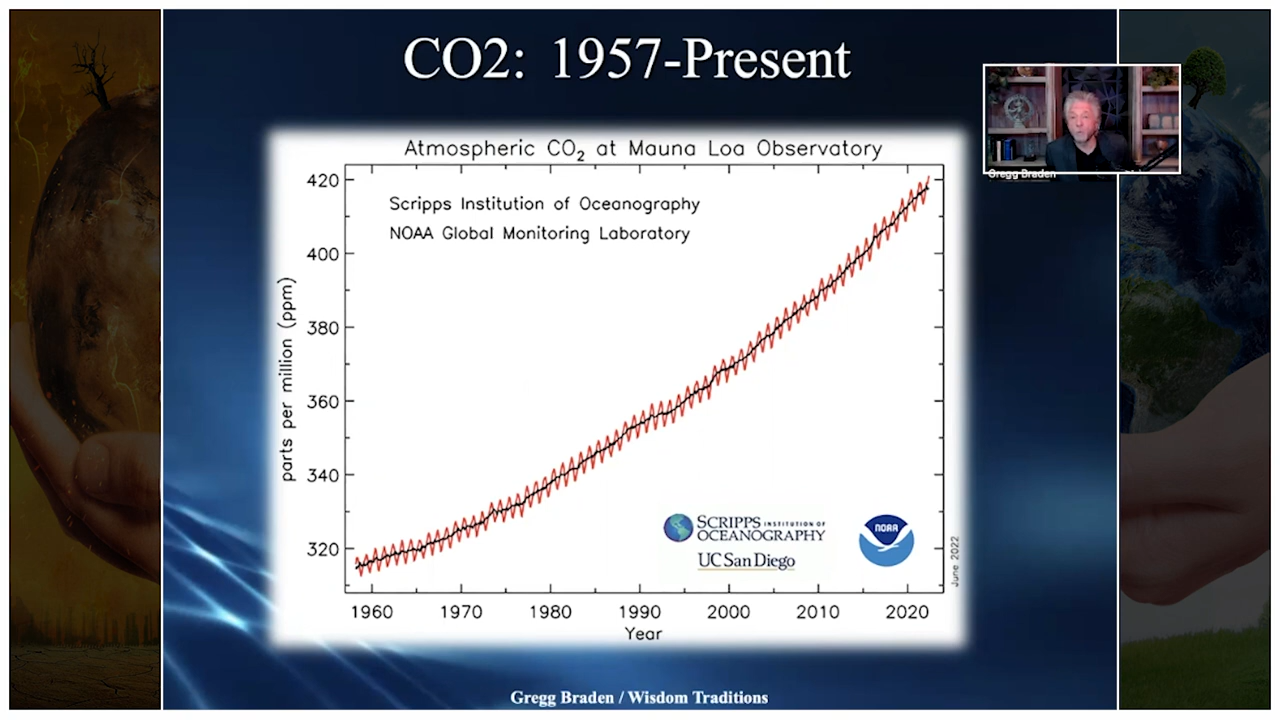 CO2: 1957-Present
Gregg Braden
Atmospheric CO₂ at Mauna Loa Observatory
Scripps Institution of Oceanography
NOAA Global Monitoring Laboratory
parts per million (ppm)
420
400
380
360
340
320
SCRIPPS INSTITUTION OF
OCEANOGRAPHY
UC San Diego
NOAA
June 2022
1960 1970 1980 1990 2000 2010 2020
Year
Gregg Braden / Wisdom Traditions